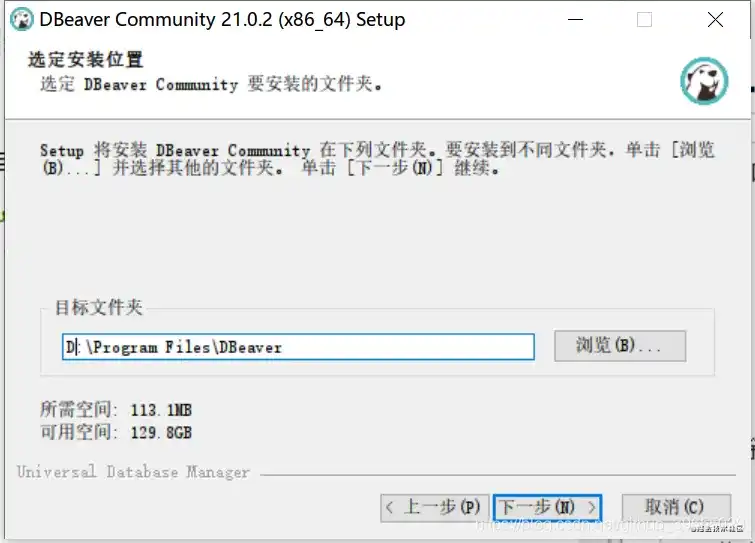 DBeaver Community 21.0.2 (x86_64) Setup
选定安装位置
选定 DBeaver Community 要安装的文件夹。
Setup 将安装 DBeaver Community 在下列文件夹。要安装到不同文件夹，单击 [浏览
(B)...] 并选择其他的文件夹。 单击 [下一步(N)] 继续。
目标文件夹
D:\Program Files\DBeaver
浏览(B)...
所需空间: 113.1MB
可用空间: 129.8GB
Universal Database Manager
< 上一步(P)
下一步(N) >
取消(C)